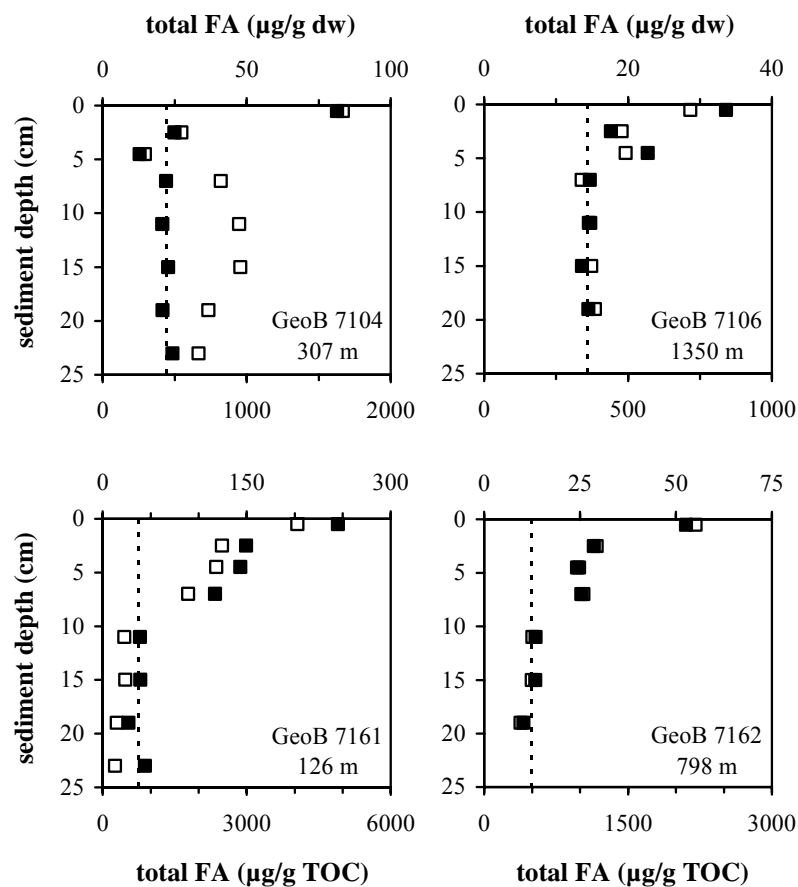 total FA (µg/g dw) total FA (µg/g dw)
0 50 100 0 20 40
0 0
5 5
sediment depth (cm)
10 10
15 15
20 GeoB 7104 20 GeoB 7106
307 m 1350 m
25 25
0 1000 2000 0 500 1000
0 150 300 0 25 50 75
0 0
5 5
sediment depth (cm)
10 10
15 15
20 GeoB 7161 20 GeoB 7162
126 m 798 m
25 25
0 3000 6000 0 1500 3000
total FA (µg/g TOC) total FA (µg/g TOC)